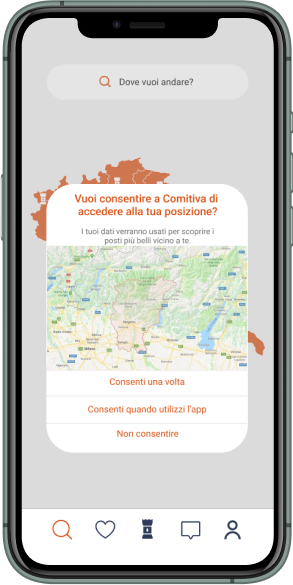 Dove vuoi andare?
Vuoi consentire a Comitiva di
accedere alla tua posizione?
I tuoi dati verranno usati per scoprire i
posti più belli vicino a te.
Consenti una volta
Consenti quando utilizzi l'app
Non consentire